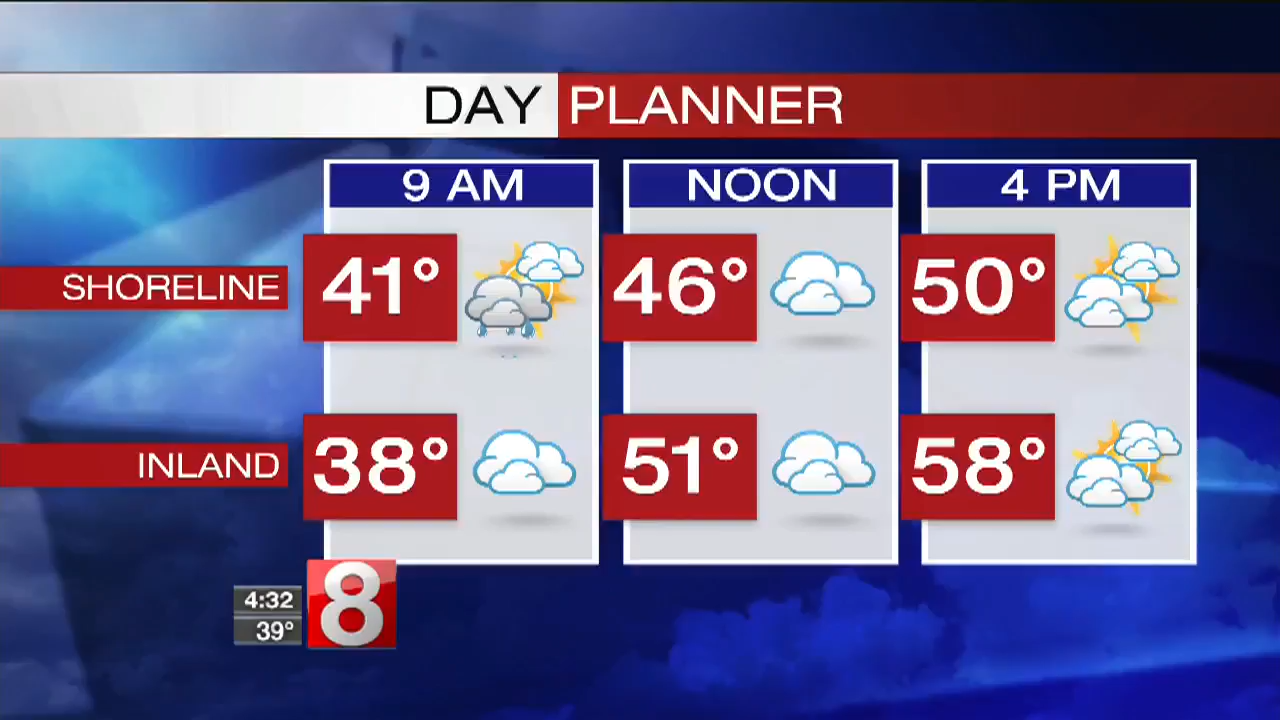 DAY PLANNER
9 AM NOON 4 PM
SHORELINE 41° 46° 50°
INLAND 38° 51° 58°
4:32
39°
8